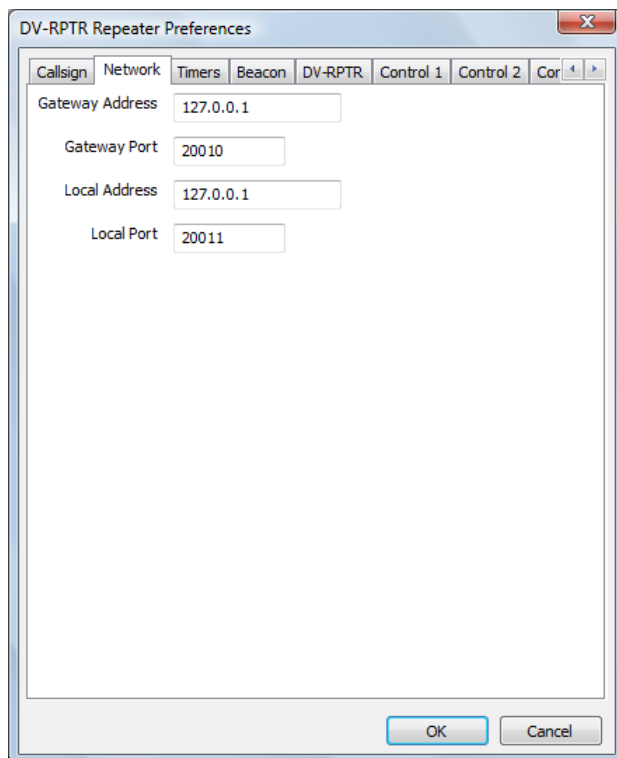 DV-RPTR Repeater Preferences
Callsign Network Timers Beacon DV-RPTR Control 1 Control 2 Cor
Gateway Address 127.0.0.1
Gateway Port 20010
Local Address 127.0.0.1
Local Port 20011
OK Cancel